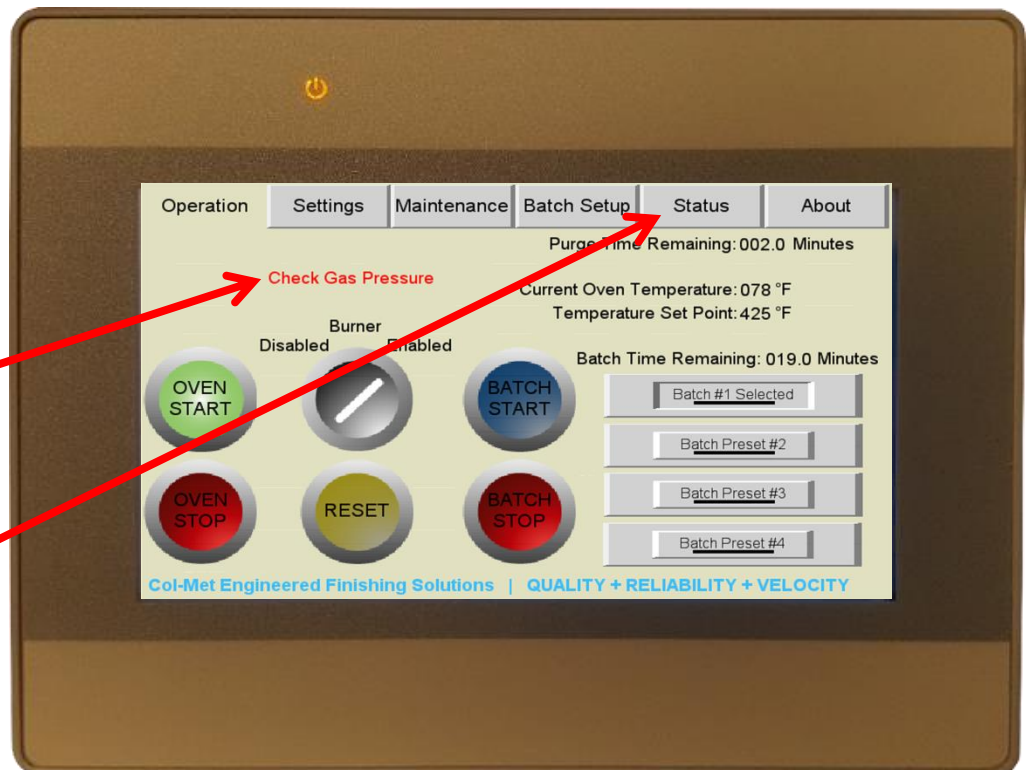 Operation Settings Maintenance Batch Setup Status About
Purge Time Remaining: 002.0 Minutes
Check Gas Pressure
Current Oven Temperature: 078 °F
Temperature Set Point: 425 °F
Burner
Disabled Enabled
Batch Time Remaining: 019.0 Minutes
OVEN
START
BATCH
START
Batch #1 Selected
Batch Preset #2
OVEN
STOP
RESET
BATCH
STOP
Batch Preset #3
Batch Preset #4
Col-Met Engineered Finishing Solutions | QUALITY + RELIABILITY + VELOCITY